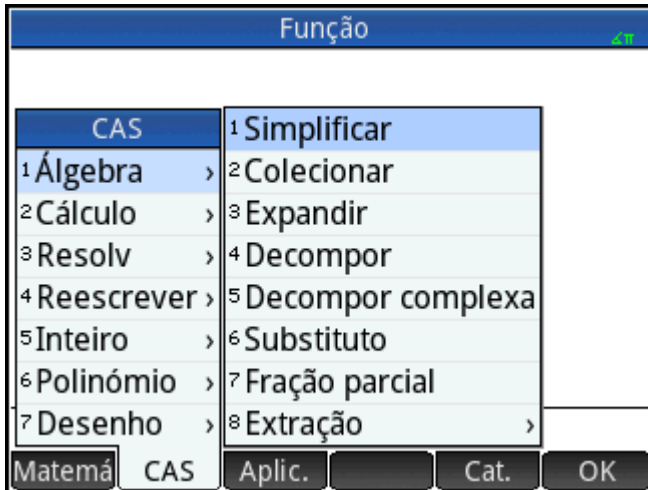 Função
∡π
CAS
1 Álgebra ›
2 Cálculo ›
3 Resolv ›
4 Reescrever ›
5 Inteiro ›
6 Polinómio ›
7 Desenho ›
1 Simplificar
2 Colecionar
3 Expandir
4 Decompor
5 Decompor complexa
6 Substituto
7 Fração parcial
8 Extração ›
Matemá CAS Aplic. Cat. OK